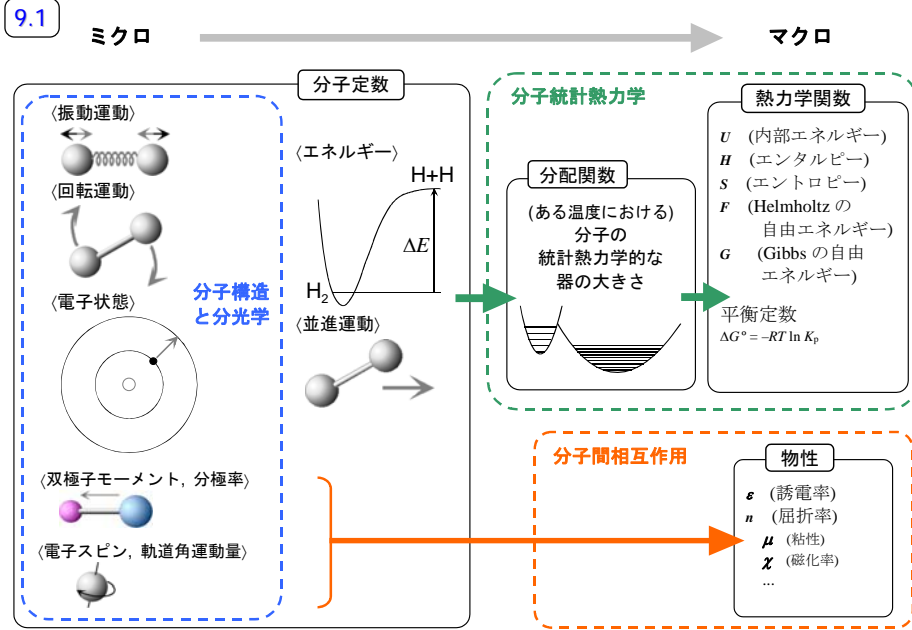 9.1
ミクロ
マクロ
分子定数
〈振動運動〉
〈回転運動〉
〈電子状態〉
〈双極子モーメント, 分極率〉
〈電子スピン, 軌道角運動量〉
分子構造
と分光学
〈エネルギー〉
H+H
ΔE
H₂
〈並進運動〉
分子統計熱力学
分配関数
(ある温度における)
分子の
統計熱力学的な
器の大きさ
熱力学関数
U (内部エネルギー)
H (エンタルピー)
S (エントロピー)
F (Helmholtz の
自由エネルギー)
G (Gibbs の自由
エネルギー)
平衡定数
ΔG° = –RT ln Kₚ
分子間相互作用
物性
ε (誘電率)
n (屈折率)
μ (粘性)
χ (磁化率)
...